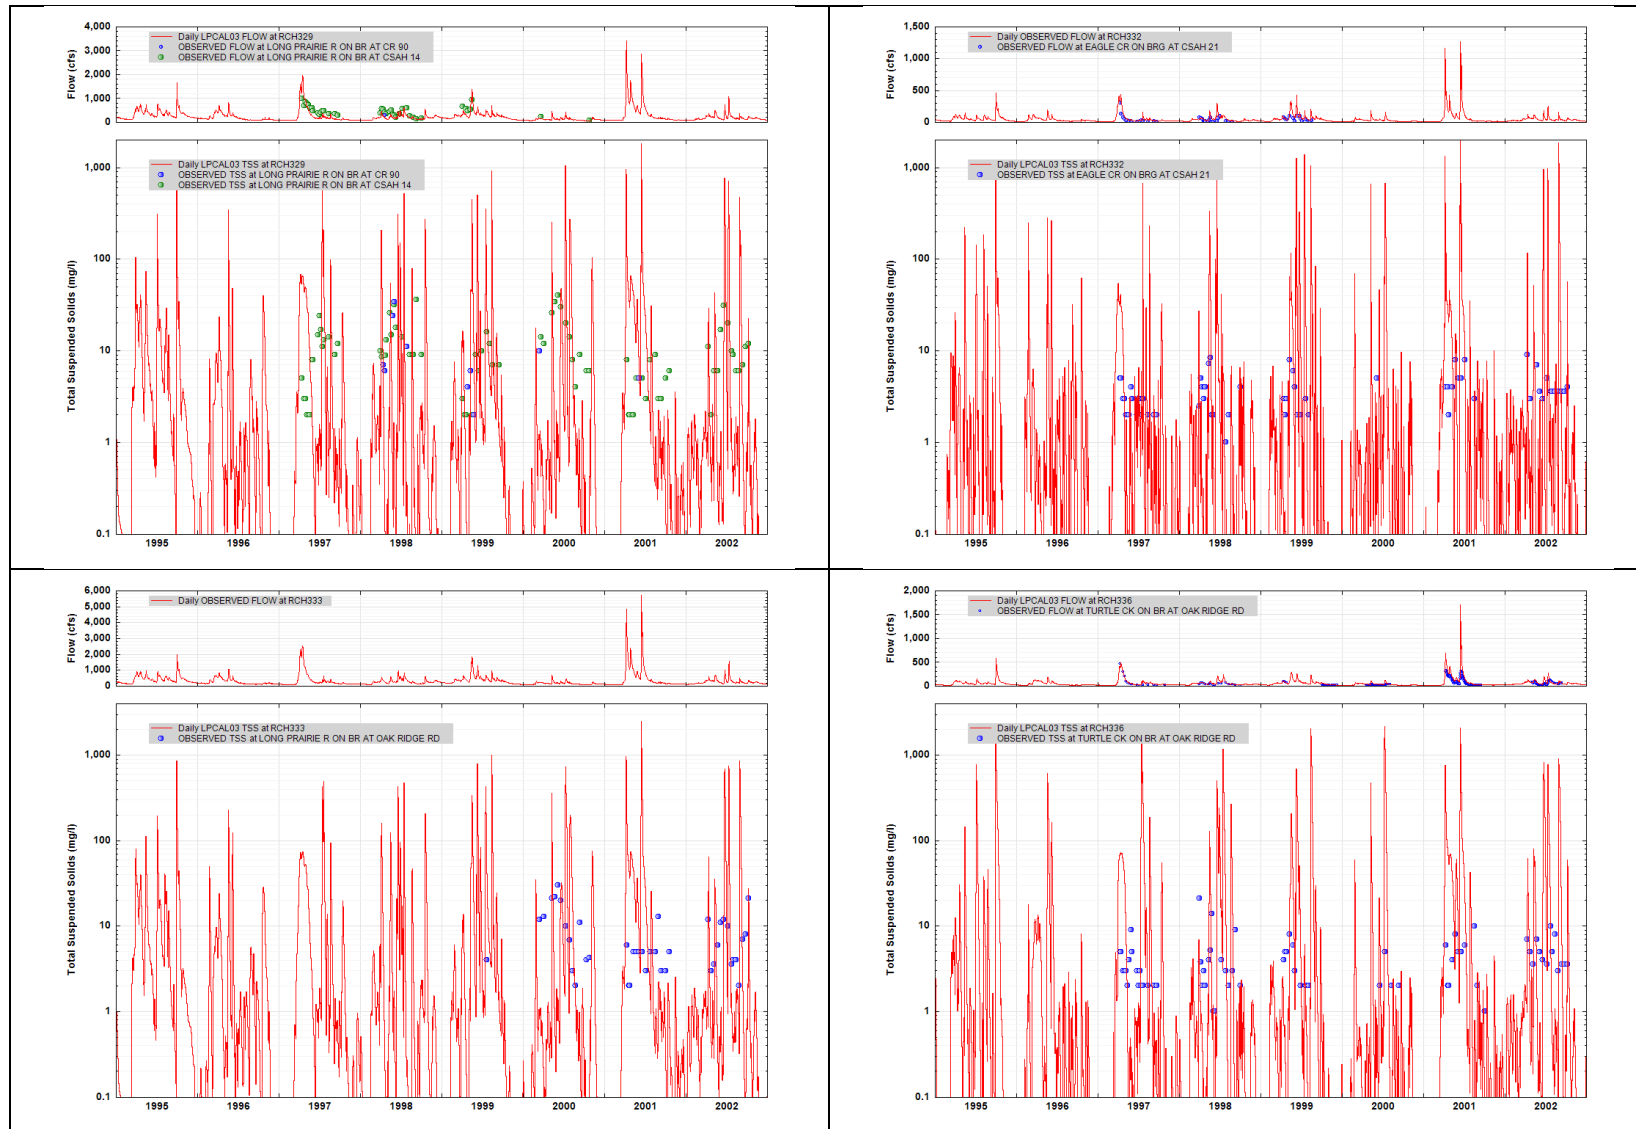 4,000
3,000
2,000
1,000
0
Flow (cfs)
Daily LPCAL03 FLOW at RCH329
OBSERVED FLOW at LONG PRAIRIE R ON BR AT CR 90
OBSERVED FLOW at LONG PRAIRIE R ON BR AT CSAH 14
1,000
100
10
1
0.1
Total Suspended Solids (mg/l)
Daily LPCAL03 TSS at RCH329
OBSERVED TSS at LONG PRAIRIE R ON BR AT CR 90
OBSERVED TSS at LONG PRAIRIE R ON BR AT CSAH 14
1995 1996 1997 1998 1999 2000 2001 2002
1,500
1,000
500
0
Flow (cfs)
Daily OBSERVED FLOW at RCH332
OBSERVED FLOW at EAGLE CR ON BRG AT CSAH 21
1,000
100
10
1
0.1
Total Suspended Solids (mg/l)
Daily LPCAL03 TSS at RCH332
OBSERVED TSS at EAGLE CR ON BRG AT CSAH 21
1995 1996 1997 1998 1999 2000 2001 2002
6,000
5,000
4,000
3,000
2,000
1,000
0
Flow (cfs)
Daily OBSERVED FLOW at RCH333
1,000
100
10
1
0.1
Total Suspended Solids (mg/l)
Daily LPCAL03 TSS at RCH333
OBSERVED TSS at LONG PRAIRIE R ON BR AT OAK RIDGE RD
1995 1996 1997 1998 1999 2000 2001 2002
2,000
1,500
1,000
500
0
Flow (cfs)
Daily LPCAL03 FLOW at RCH336
OBSERVED FLOW at TURTLE CK ON BR AT OAK RIDGE RD
1,000
100
10
1
0.1
Total Suspended Solids (mg/l)
Daily LPCAL03 TSS at RCH336
OBSERVED TSS at TURTLE CK ON BR AT OAK RIDGE RD
1995 1996 1997 1998 1999 2000 2001 2002